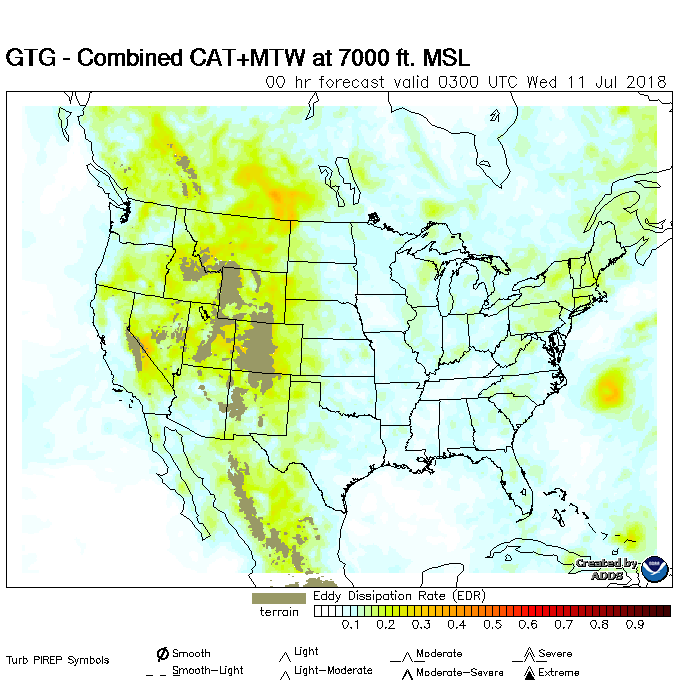 GTG - Combined CAT+MTW at 7000 ft. MSL
00 hr forecast valid 0300 UTC Wed 11 Jul 2018
Created by
ADDS
Eddy Dissipation Rate (EDR)
terrain
0.1 0.2 0.3 0.4 0.5 0.6 0.7 0.8 0.9
Turb PIREP Symbols
Smooth Light Moderate Severe
Smooth-Light Light-Moderate Moderate-Severe Extreme